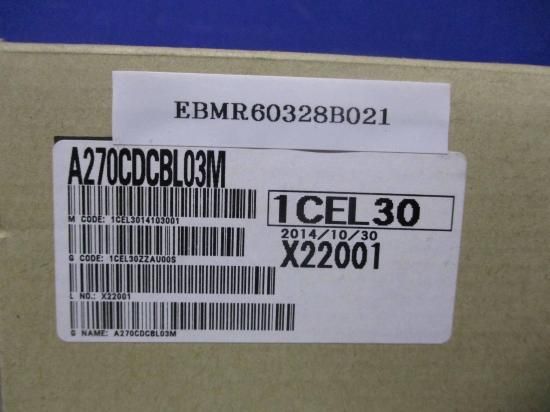 EBMR60328B021
A270CDCBL03M
M CODE: 1CEL3014103001
1CEL30
2014/10/30
X22001
G CODE: 1CEL30ZZAU00S
L NO.: X22001
G NAME: A270CDCBL03M